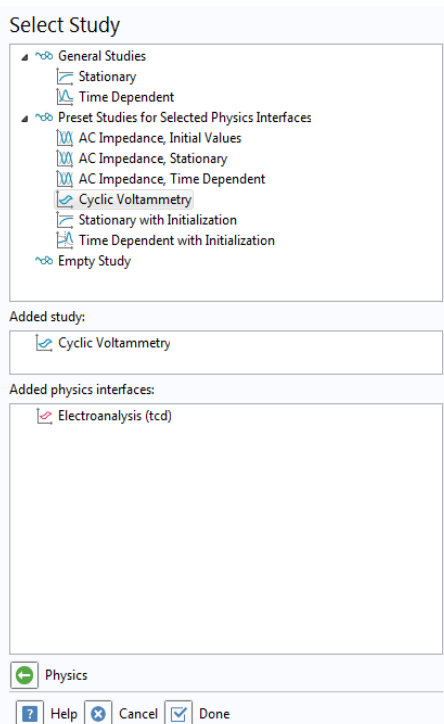 Select Study
General Studies
Stationary
Time Dependent
Preset Studies for Selected Physics Interfaces
AC Impedance, Initial Values
AC Impedance, Stationary
AC Impedance, Time Dependent
Cyclic Voltammetry
Stationary with Initialization
Time Dependent with Initialization
Empty Study
Added study:
Cyclic Voltammetry
Added physics interfaces:
Electroanalysis (tcd)
Physics
? Help Cancel Done